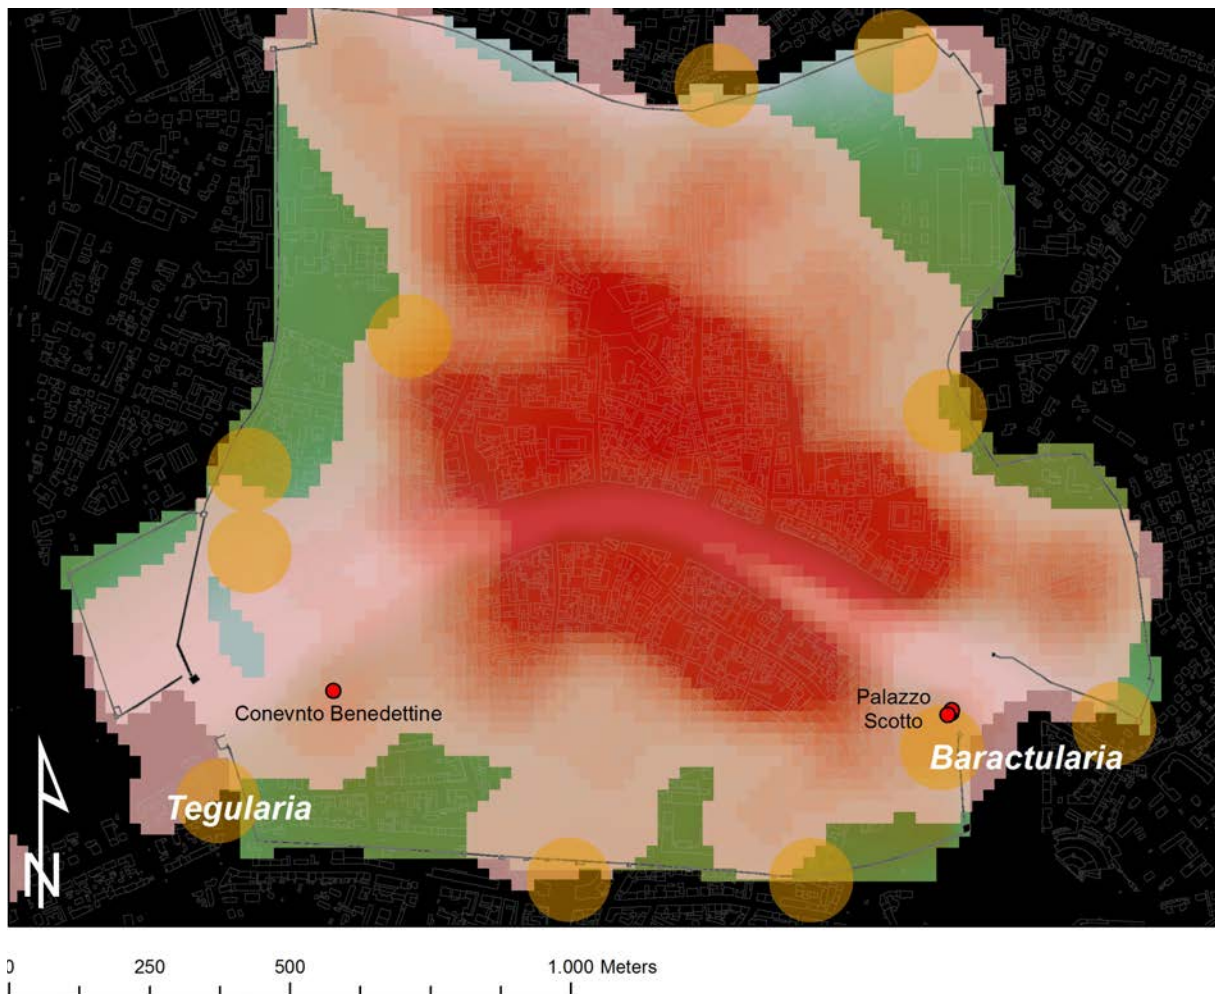 Conevnto Benedettine
Palazzo
Scotto
Baractularia
Tegularia
N
0 250 500 1.000 Meters